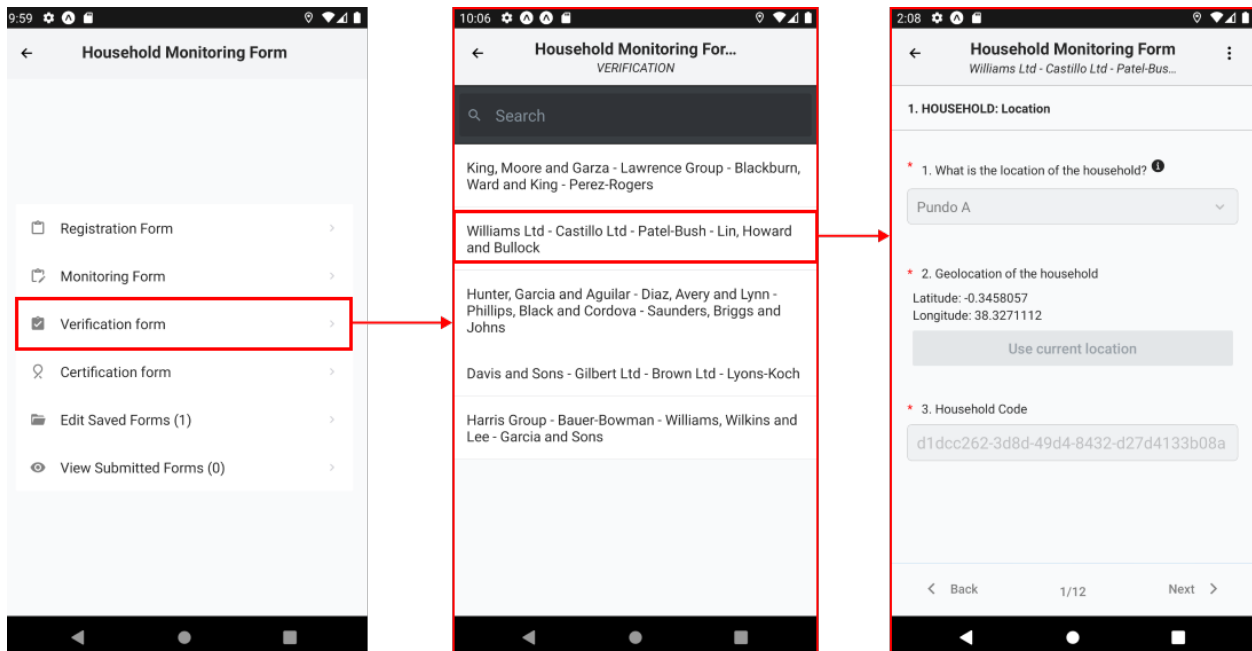 9:59
Household Monitoring Form
Registration Form
Monitoring Form
Verification form
Certification form
Edit Saved Forms (1)
View Submitted Forms (0)
10:06
Household Monitoring For...
VERIFICATION
Search
King, Moore and Garza - Lawrence Group - Blackburn,
Ward and King - Perez-Rogers
Williams Ltd - Castillo Ltd - Patel-Bush - Lin, Howard
and Bullock
Hunter, Garcia and Aguilar - Diaz, Avery and Lynn -
Phillips, Black and Cordova - Saunders, Briggs and
Johns
Davis and Sons - Gilbert Ltd - Brown Ltd - Lyons-Koch
Harris Group - Bauer-Bowman - Williams, Wilkins and
Lee - Garcia and Sons
2:08
Household Monitoring Form
Williams Ltd - Castillo Ltd - Patel-Bus...
1. HOUSEHOLD: Location
* 1. What is the location of the household?
Pundo A
* 2. Geolocation of the household
Latitude: -0.3458057
Longitude: 38.3271112
Use current location
* 3. Household Code
d1dcc262-3d8d-49d4-8432-d27d4133b08a
Back 1/12 Next